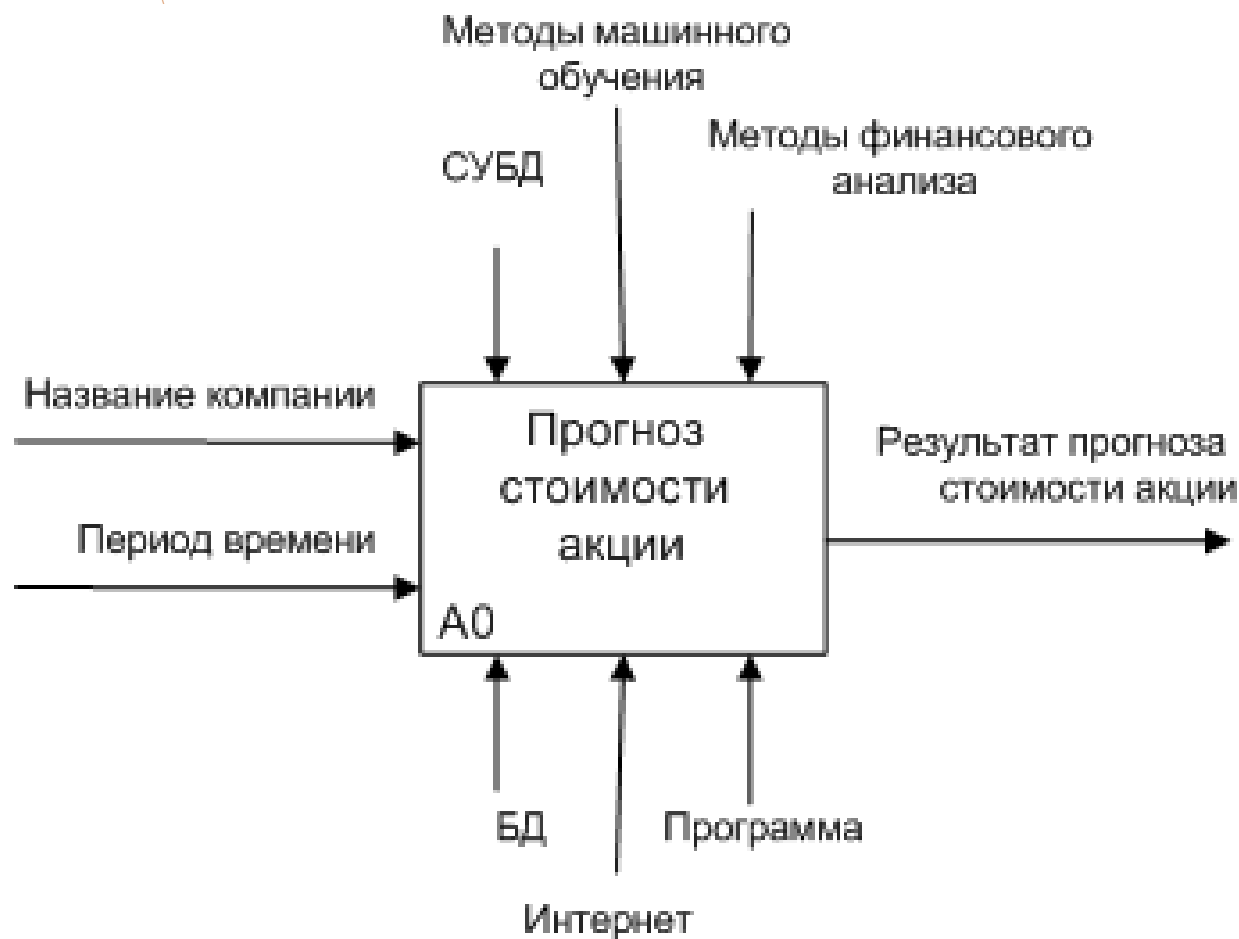 Методы машинного
обучения
Методы финансового
анализа
СУБД
Название компании
Период времени
Прогноз
стоимости
акции
А0
Результат прогноза
стоимости акции
БД
Программа
Интернет